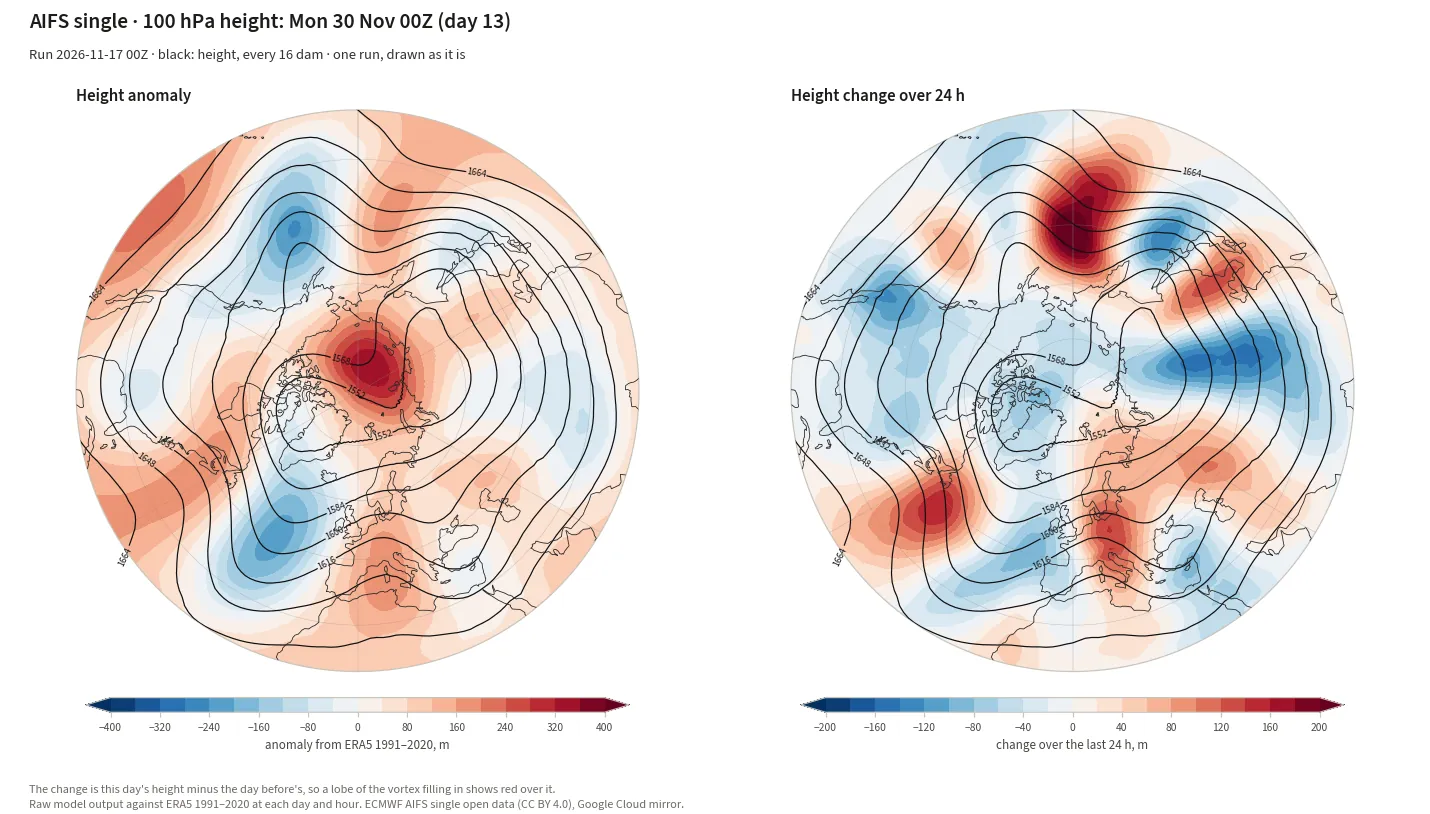 AIFS single · 100 hPa height: Mon 30 Nov 00Z (day 13)
Run 2026-11-17 00Z · black: height, every 16 dam · one run, drawn as it is
Height anomaly
Height change over 24 h
1664
1664
1568
1552
1552
1648
1584
1616
1664
1664
1664
1568
1552
1552
1648
1584
1616
1664
−400 −320 −240 −160 −80 0 80 160 240 320 400
anomaly from ERA5 1991–2020, m
−200 −160 −120 −80 −40 0 40 80 120 160 200
change over the last 24 h, m
The change is this day's height minus the day before's, so a lobe of the vortex filling in shows red over it.
Raw model output against ERA5 1991–2020 at each day and hour. ECMWF AIFS single open data (CC BY 4.0), Google Cloud mirror.